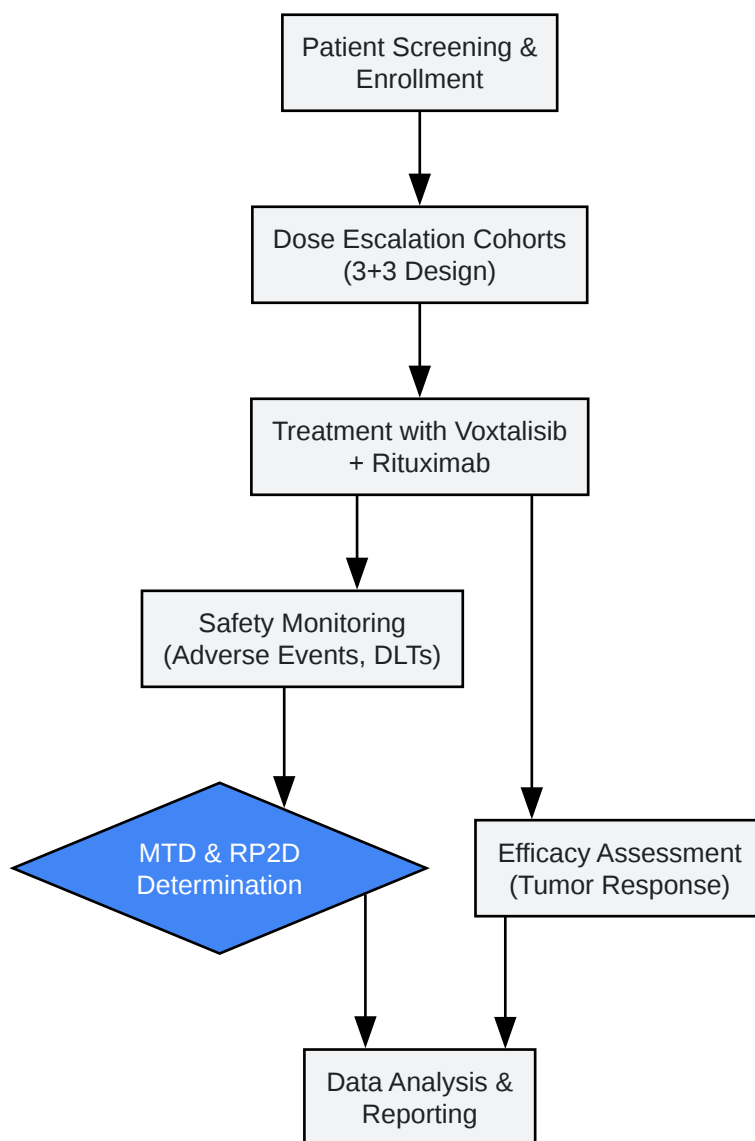 Patient Screening &
Enrollment
Dose Escalation Cohorts
(3+3 Design)
Treatment with Voxtalisib
+ Rituximab
Safety Monitoring
(Adverse Events, DLTs)
MTD & RP2D
Determination
Efficacy Assessment
(Tumor Response)
Data Analysis &
Reporting